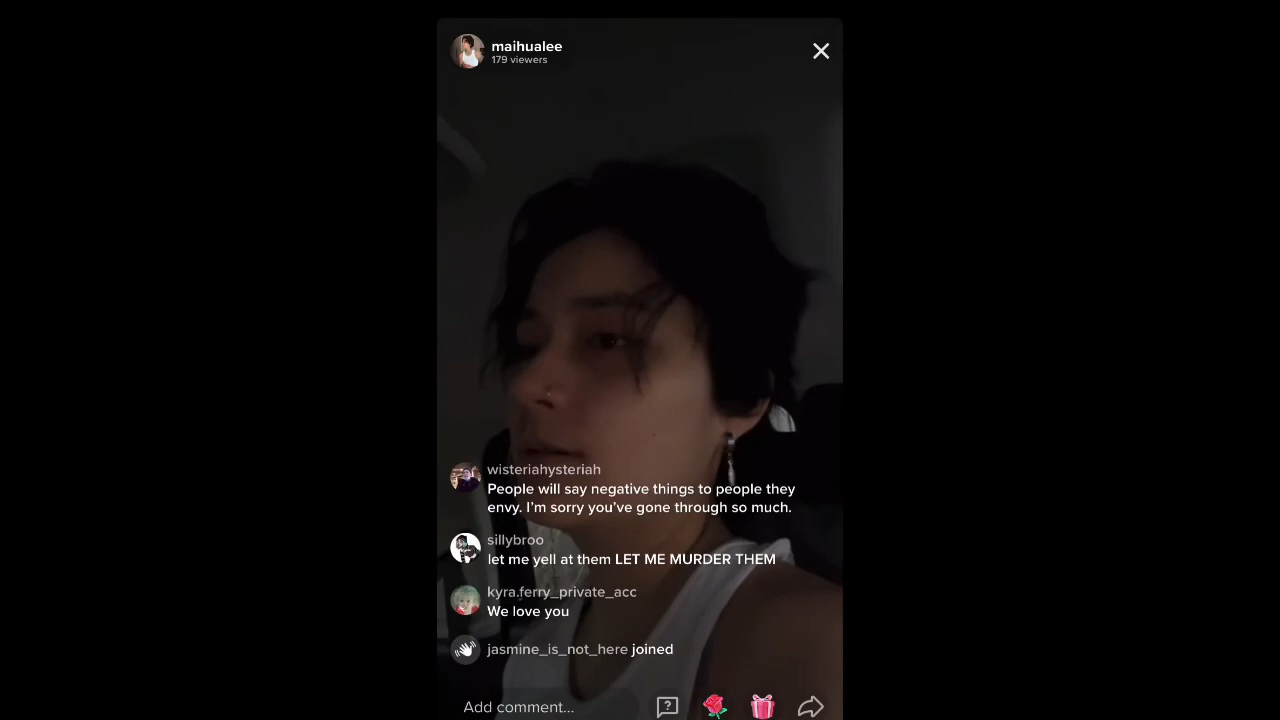 maihualee
179 viewers
wisteriahysteriah
People will say negative things to people they
envy. I’m sorry you’ve gone through so much.
sillybroo
let me yell at them LET ME MURDER THEM
kyra.ferry_private_acc
We love you
jasmine_is_not_here joined
Add comment...